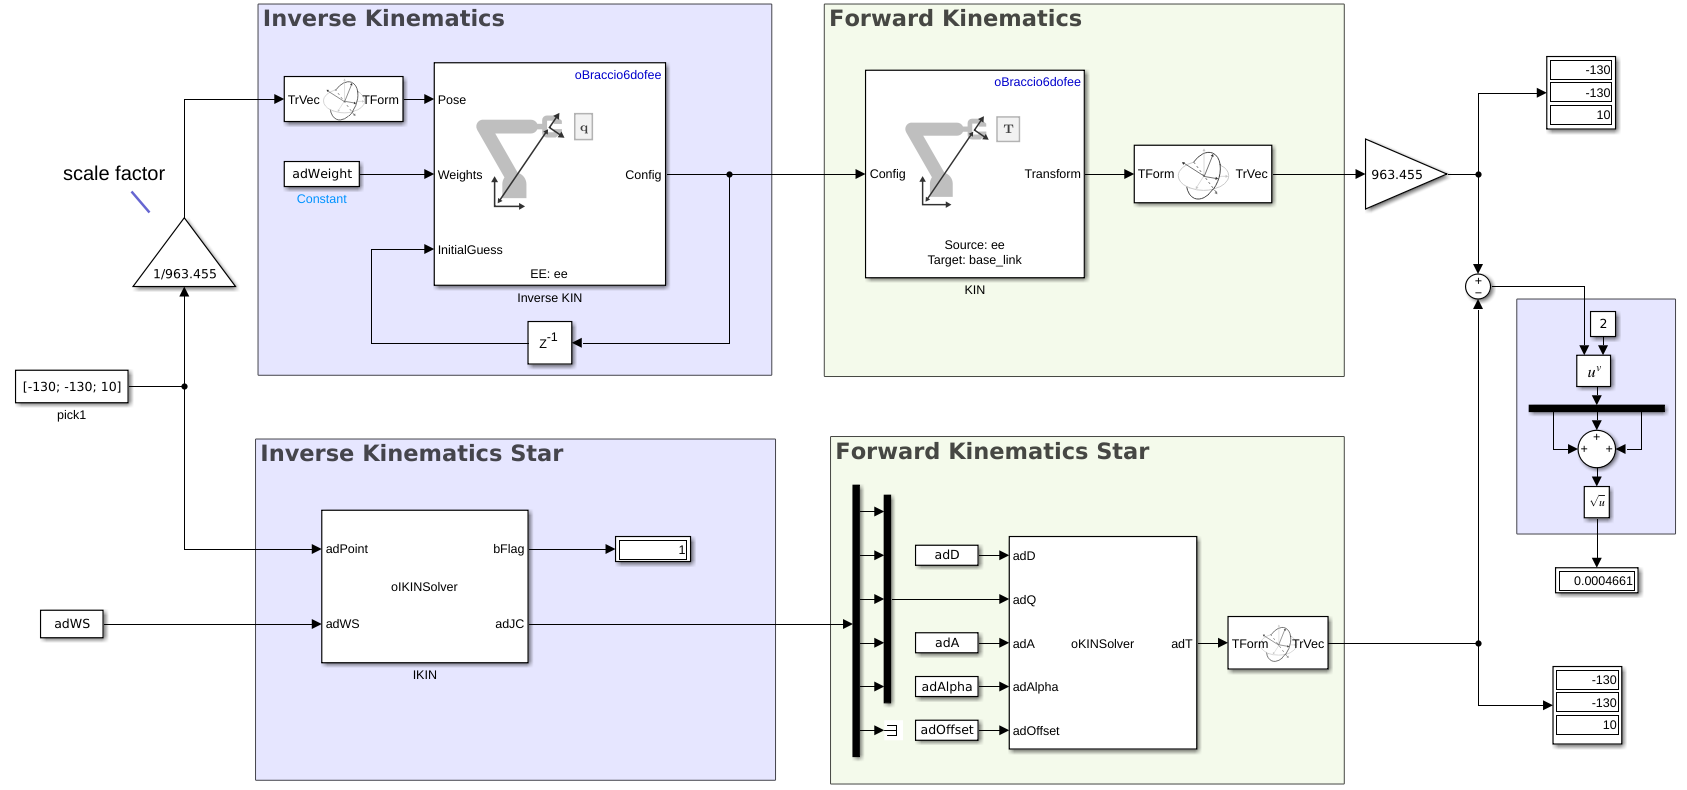 Inverse Kinematics
oBraccio6dofee
TrVec
TForm
Pose
q
adWeight
Constant
Weights
Config
InitialGuess
EE: ee
Inverse KIN
Z-1
scale factor
1/963.455
[-130; -130; 10]
pick1
Forward Kinematics
oBraccio6dofee
T
Config
Transform
Source: ee
Target: base_link
KIN
TForm
TrVec
963.455
-130
-130
10
+
−
2
uv
+
+
+
√u
0.0004661
Inverse Kinematics Star
adPoint
bFlag
1
oIKINSolver
adWS
adWS
adJC
IKIN
Forward Kinematics Star
adD
adD
adQ
adA
adA
oKINSolver
adT
adAlpha
adAlpha
adOffset
adOffset
TForm
TrVec
-130
-130
10